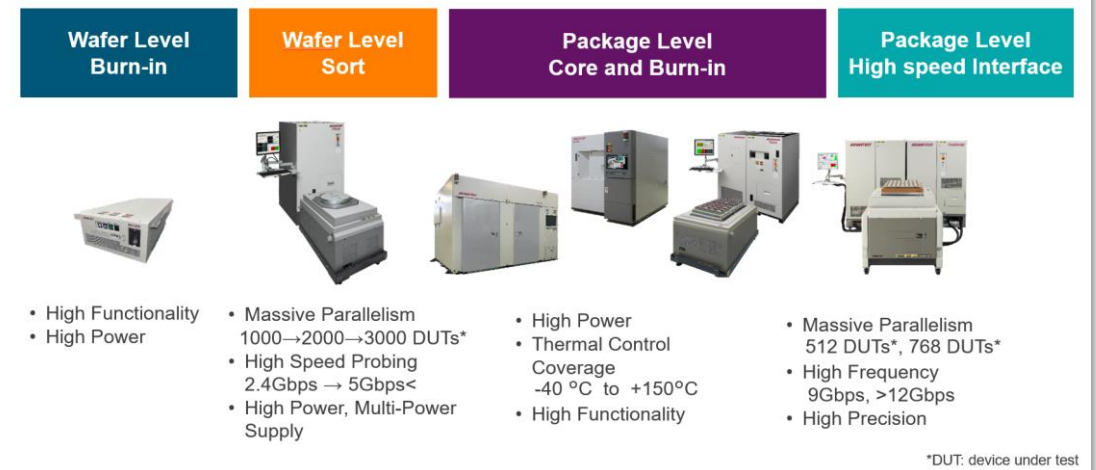 Wafer Level
Burn-in
Wafer Level
Sort
Package Level
Core and Burn-in
Package Level
High speed Interface
• High Functionality
• High Power
• Massive Parallelism
1000→2000→3000 DUTs*
• High Speed Probing
2.4Gbps → 5Gbps<
• High Power, Multi-Power
Supply
• High Power
• Thermal Control
Coverage
-40 °C to +150°C
• High Functionality
• Massive Parallelism
512 DUTs*, 768 DUTs*
• High Frequency
9Gbps, >12Gbps
• High Precision
*DUT: device under test